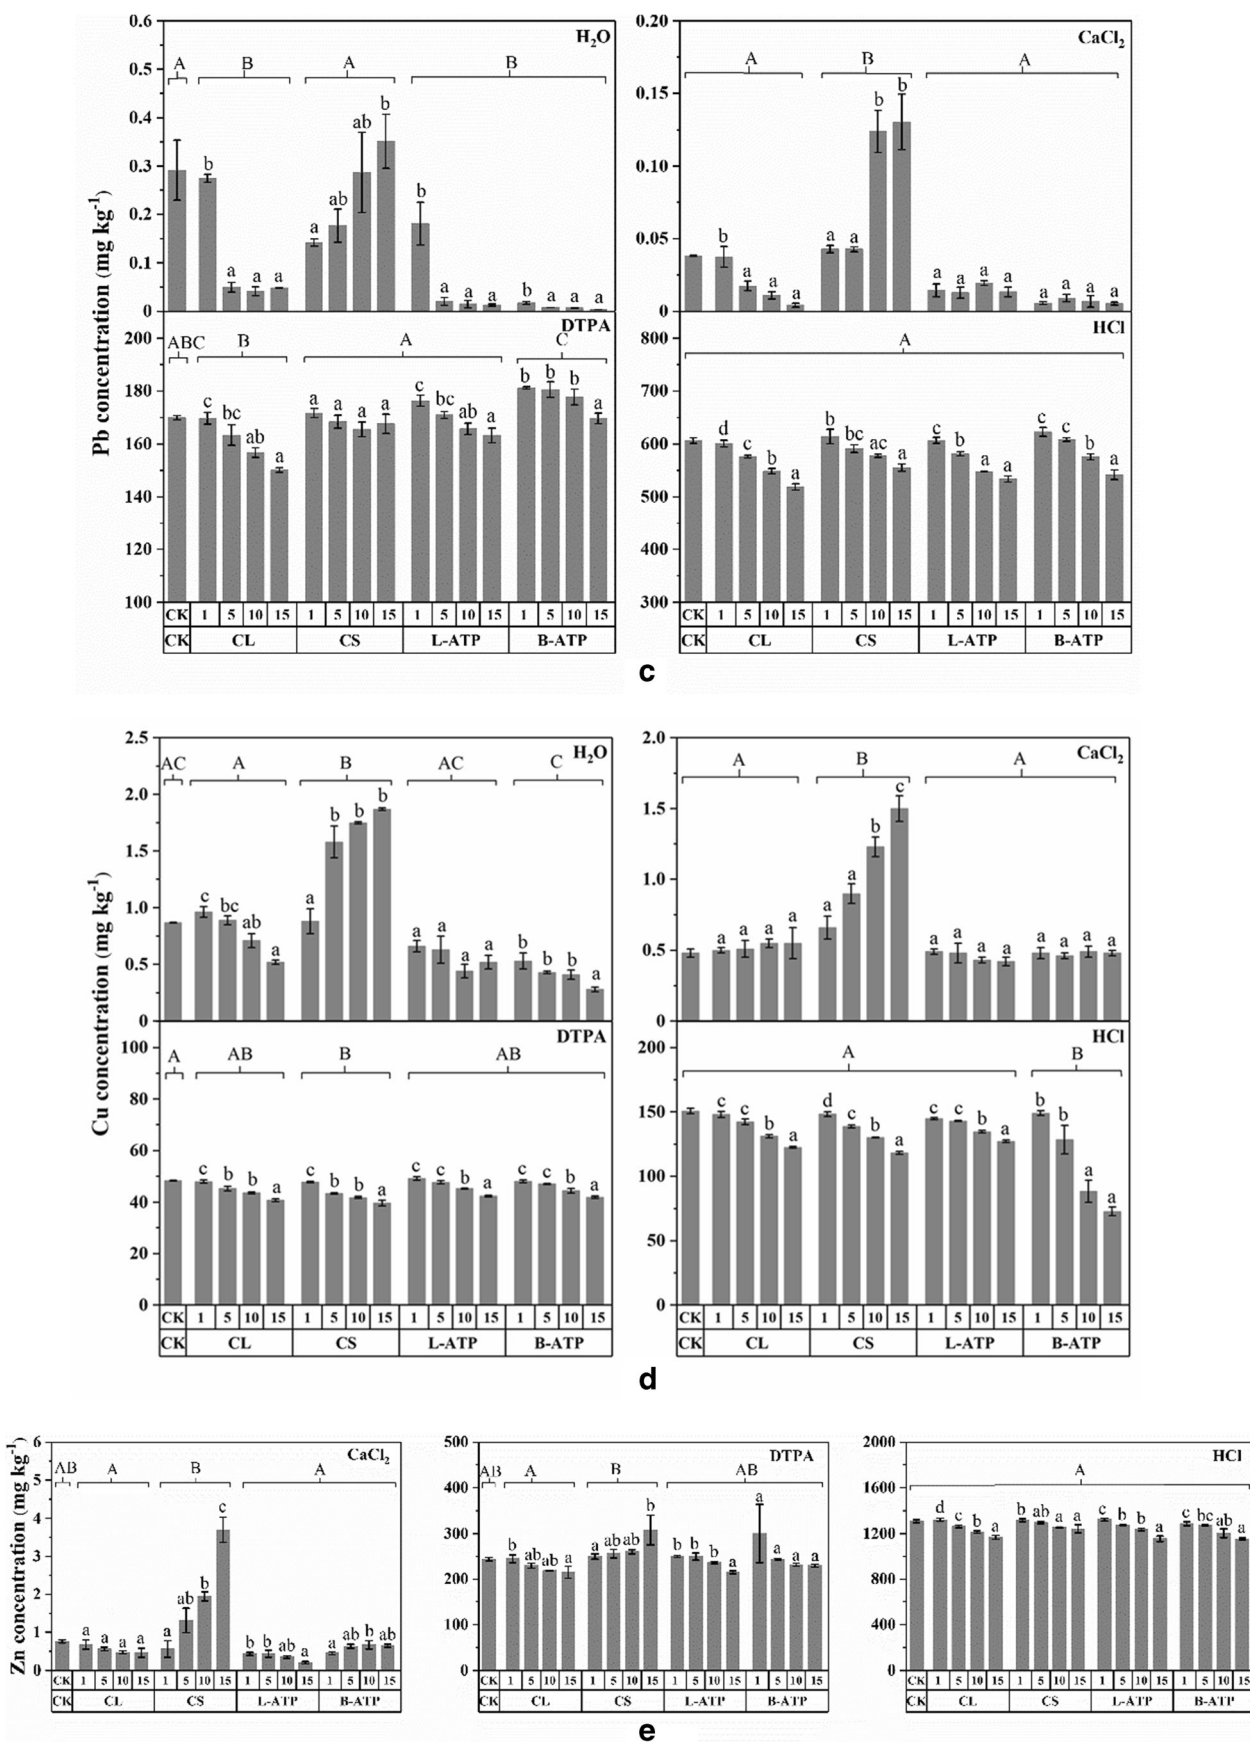 Pb concentration (mg kg⁻¹)
0.6 H₂O
0.5 A B A B
0.4 b
0.3 b ab
0.2 ab b
0.1 a
a a a a a a b a a a
0
0.20 CaCl₂
A B A
0.15 b b
0.10
0.05 b a a a a a a a a a a a a a
0
DTPA
200 ABC B A C
180 c bc ab a a a a a c bc ab a b b b a
160
140
120
100
CK 1 5 10 15 1 5 10 15 1 5 10 15 1 5 10 15
CK CL CS L-ATP B-ATP
HCl
800 A
700
600 d c b a b bc ac a c b a a c c b a
500
400
300
CK 1 5 10 15 1 5 10 15 1 5 10 15 1 5 10 15
CK CL CS L-ATP B-ATP
c
Cu concentration (mg kg⁻¹)
2.5 H₂O
AC A B AC C
2.0 b b b
1.5
1.0 c bc ab a a a a a a b b b a
0.5
0
2.0 CaCl₂
A B A
1.5 c
b
1.0 a
0.5 a a a a a a a a a a a a a
0
100 DTPA
A AB B AB
80
60
40 c b b a c b b a c c b a c c b a
20
0
CK 1 5 10 15 1 5 10 15 1 5 10 15 1 5 10 15
CK CL CS L-ATP B-ATP
200 HCl
A B
150 c c b a d c b a c c b a b b a a
100
50
0
CK 1 5 10 15 1 5 10 15 1 5 10 15 1 5 10 15
CK CL CS L-ATP B-ATP
d
Zn concentration (mg kg⁻¹)
6 CaCl₂
5 AB A B A
4 c
3
2 ab b
1 a a a a a b b ab a a ab b ab
0
CK 1 5 10 15 1 5 10 15 1 5 10 15 1 5 10 15
CK CL CS L-ATP B-ATP
500 DTPA
400 AB A B AB
300 b ab ab a a ab ab b b b b a a a a a
200
100
0
CK 1 5 10 15 1 5 10 15 1 5 10 15 1 5 10 15
CK CL CS L-ATP B-ATP
2000 HCl
1600 A
1200 d c b a b ab a a c b b a c bc ab a
800
400
0
CK 1 5 10 15 1 5 10 15 1 5 10 15 1 5 10 15
CK CL CS L-ATP B-ATP
e